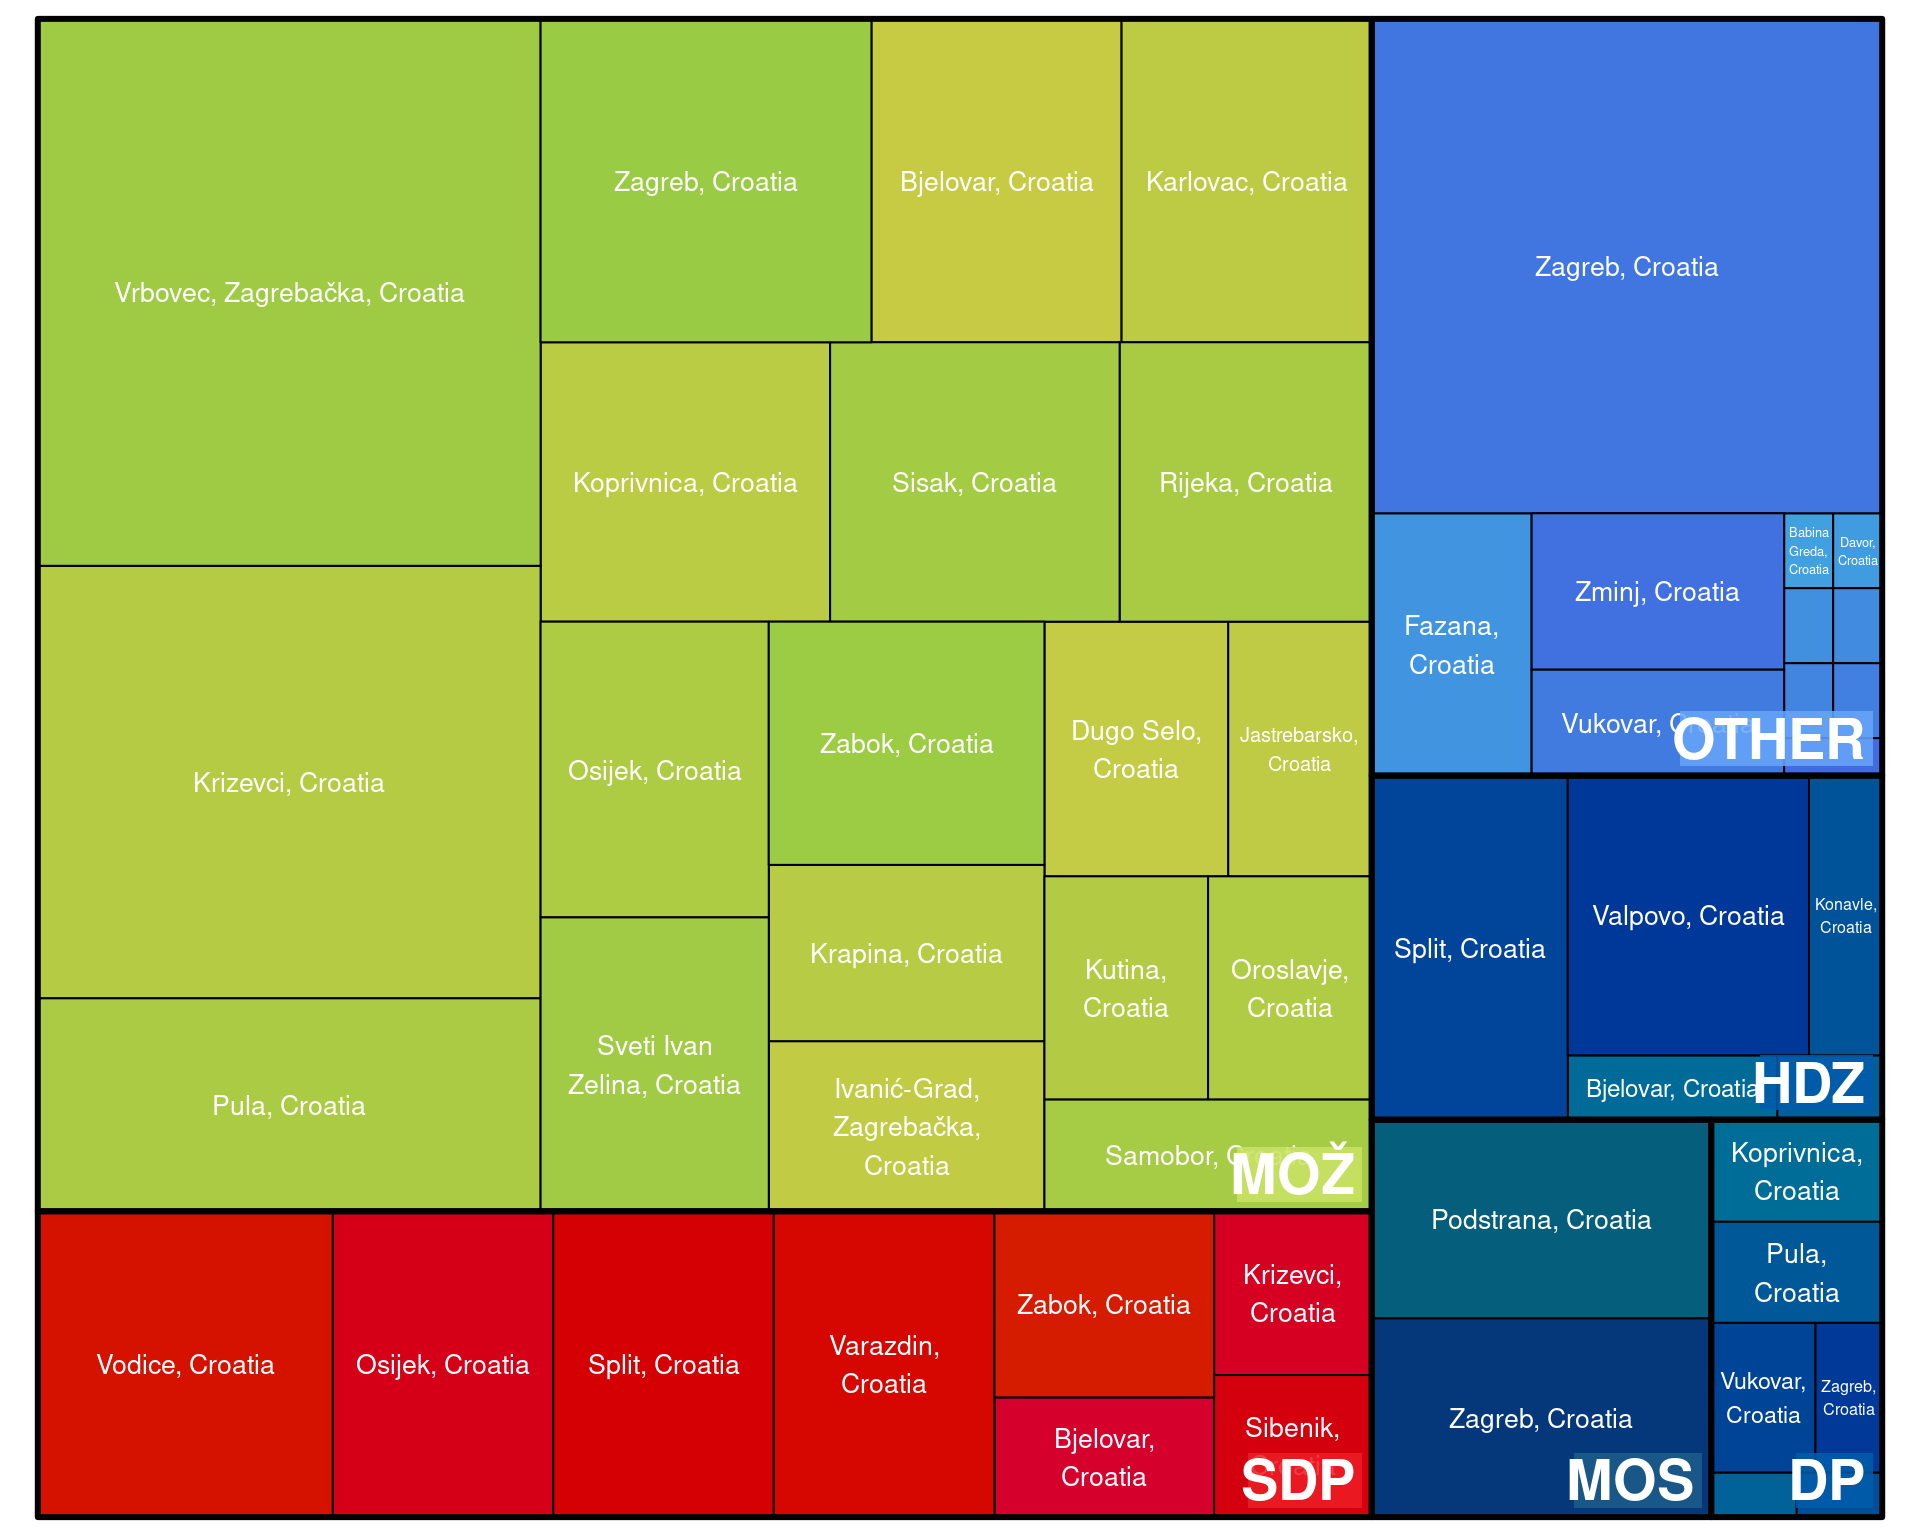 Vrbovec, Zagrebačka, Croatia
Zagreb, Croatia
Bjelovar, Croatia
Karlovac, Croatia
Koprivnica, Croatia
Sisak, Croatia
Rijeka, Croatia
Krizevci, Croatia
Pula, Croatia
Osijek, Croatia
Sveti Ivan
Zelina, Croatia
Zabok, Croatia
Krapina, Croatia
Ivanić-Grad,
Zagrebačka,
Croatia
Dugo Selo,
Croatia
Jastrebarsko,
Croatia
Kutina,
Croatia
Oroslavje,
Croatia
Samobor, Croatia
MOŽ
Vodice, Croatia
Osijek, Croatia
Split, Croatia
Varazdin,
Croatia
Zabok, Croatia
Bjelovar,
Croatia
Krizevci,
Croatia
Sibenik,
Croatia
SDP
Zagreb, Croatia
Fazana,
Croatia
Zminj, Croatia
Vukovar, Croatia
Babina
Greda,
Croatia
Davor,
Croatia
OTHER
Split, Croatia
Valpovo, Croatia
Konavle,
Croatia
Bjelovar, Croatia
HDZ
Podstrana, Croatia
Zagreb, Croatia
MOS
Koprivnica,
Croatia
Pula,
Croatia
Vukovar,
Croatia
Zagreb,
Croatia
DP